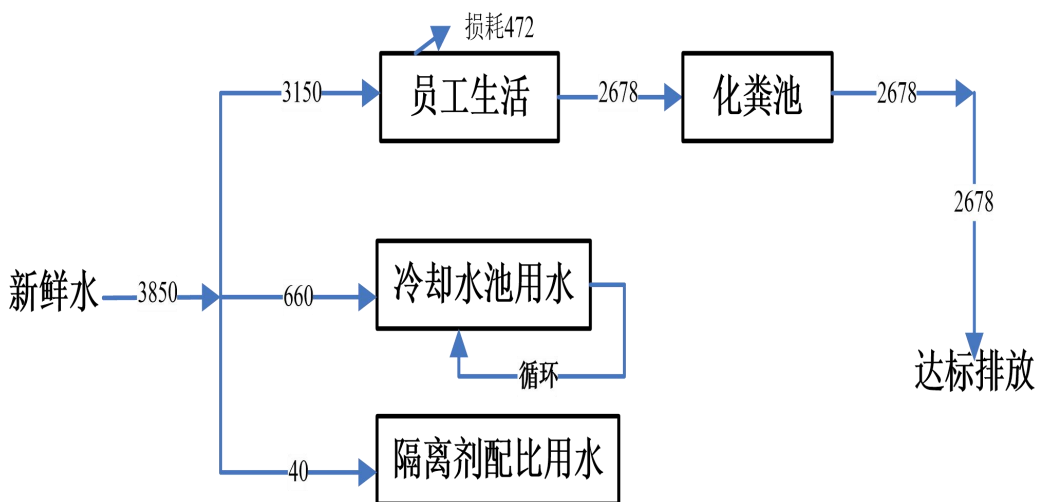 损耗472
3150
员工生活
2678
化粪池
2678
2678
新鲜水
3850
660
冷却水池用水
循环
达标排放
40
隔离剂配比用水